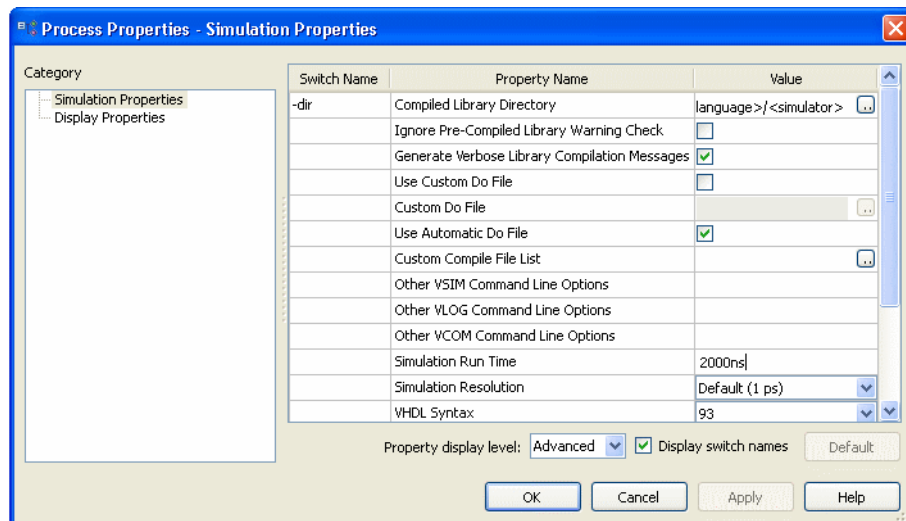 Process Properties - Simulation Properties
Category
Simulation Properties
Display Properties
Switch Name Property Name Value
-dir Compiled Library Directory language>/<simulator> ..
Ignore Pre-Compiled Library Warning Check
Generate Verbose Library Compilation Messages
Use Custom Do File
Custom Do File ..
Use Automatic Do File
Custom Compile File List ..
Other VSIM Command Line Options
Other VLOG Command Line Options
Other VCOM Command Line Options
Simulation Run Time 2000ns
Simulation Resolution Default (1 ps)
VHDL Syntax 93
Property display level: Advanced Display switch names Default
OK Cancel Apply Help